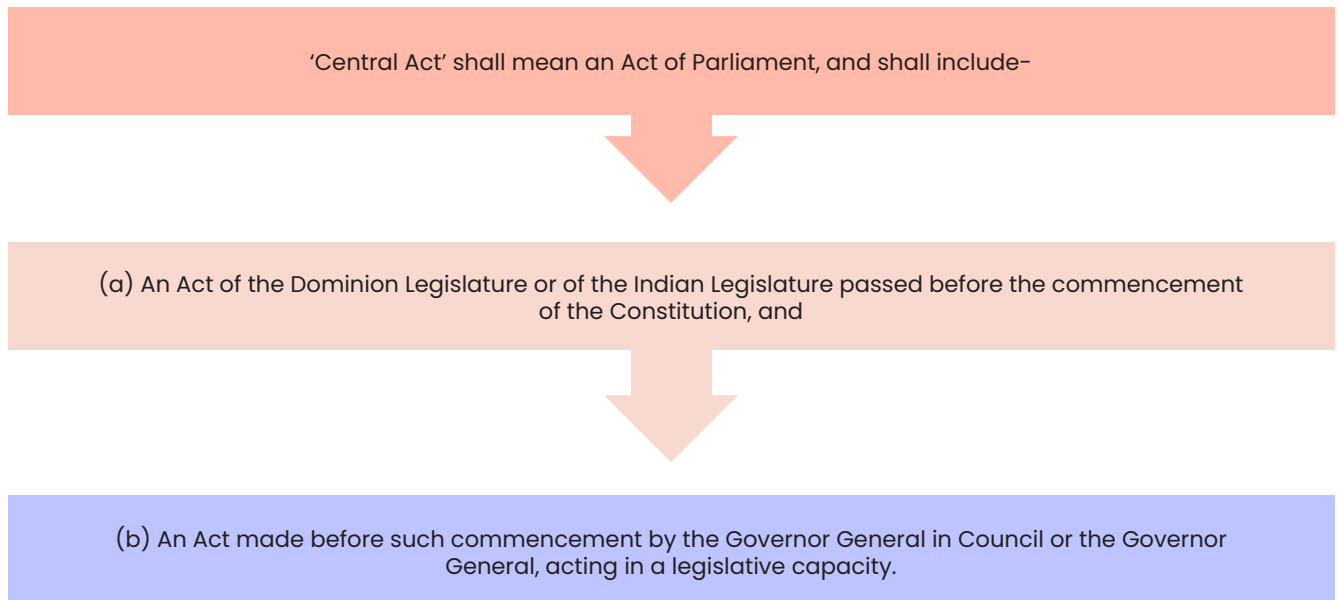 ‘Central Act’ shall mean an Act of Parliament, and shall include-
(a) An Act of the Dominion Legislature or of the Indian Legislature passed before the commencement
of the Constitution, and
(b) An Act made before such commencement by the Governor General in Council or the Governor
General, acting in a legislative capacity.